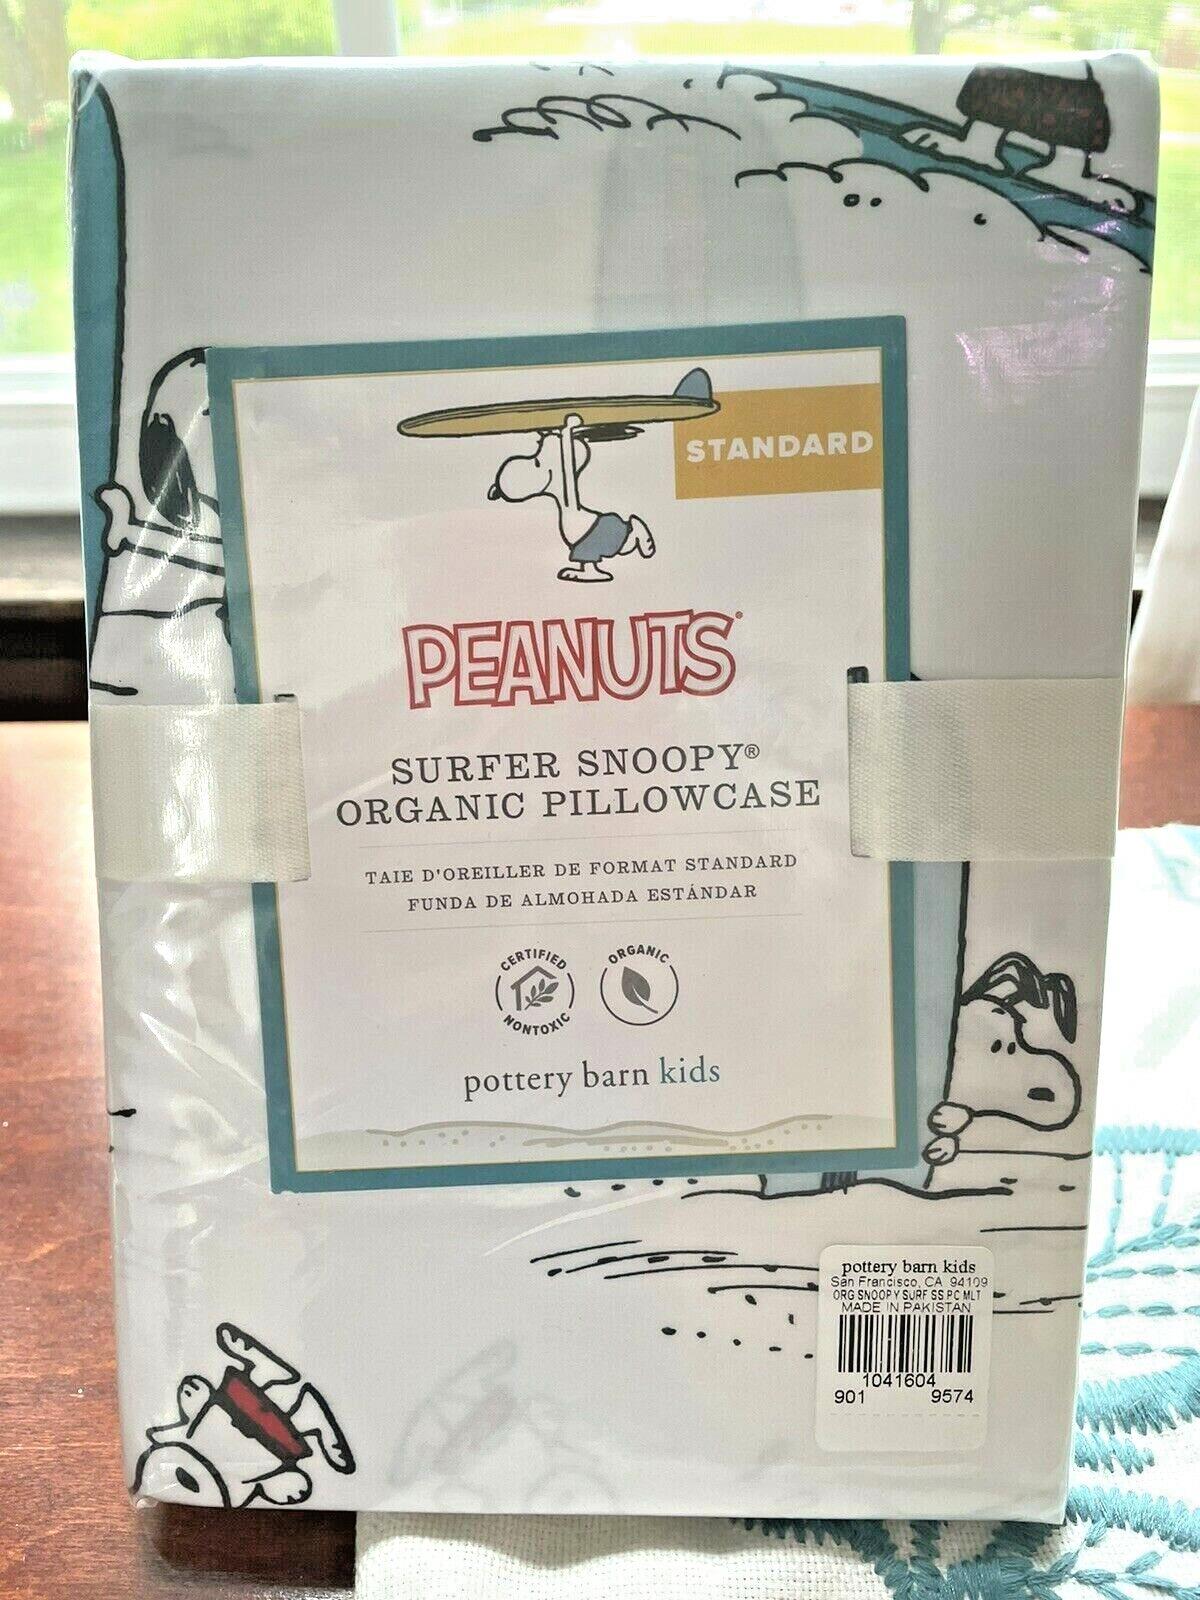 STANDARD
PEANUTS®
SURFER SNOOPY®
ORGANIC PILLOWCASE
TAIE D'OREILLER DE FORMAT STANDARD
FUNDA DE ALMOHADA ESTÁNDAR
CERTIFIED NONTOXIC
ORGANIC
pottery barn kids
pottery barn kids
San Francisco, CA 94109
ORG SNOOPY SURF SS PC MLT
MADE IN PAKISTAN
1041604
901 9574